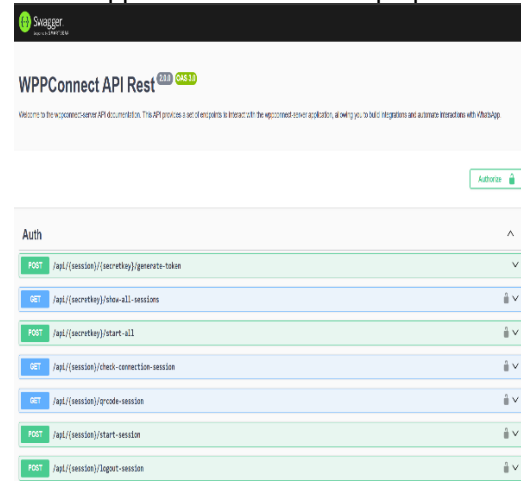 Swagger.
Supported by SMARTBEAR
WPPConnect API Rest 2.0.0 OAS 3.0
Welcome to the wppconnect-server API documentation. This API provides a set of endpoints to interact with the wppconnect-server application, allowing you to build integrations and automate interactions with WhatsApp.
Authorize
Auth
POST /api/{session}/{secretkey}/generate-token
GET /api/{secretkey}/show-all-sessions
POST /api/{secretkey}/start-all
GET /api/{session}/check-connection-session
GET /api/{session}/qrcode-session
POST /api/{session}/start-session
POST /api/{session}/logout-session